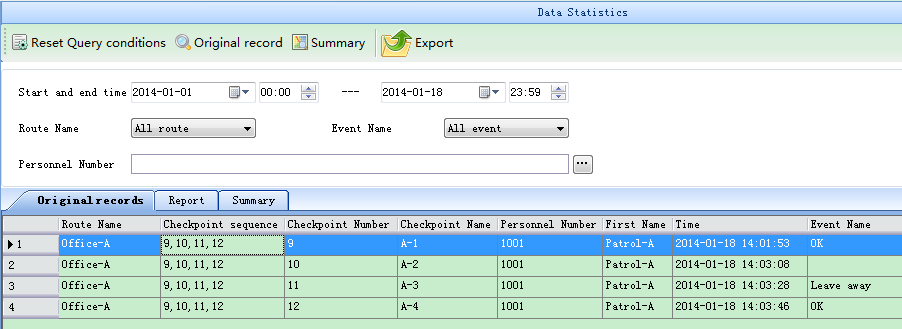 Data Statistics
Reset Query conditions Original record Summary Export
Start and end time 2014-01-01 00:00 --- 2014-01-18 23:59
Route Name All route Event Name All event
Personnel Number ...
Original records Report Summary
Route Name Checkpoint sequence Checkpoint Number Checkpoint Name Personnel Number First Name Time Event Name
1 Office-A 9,10,11,12 9 A-1 1001 Patrol-A 2014-01-18 14:01:53 OK
2 Office-A 9,10,11,12 10 A-2 1001 Patrol-A 2014-01-18 14:03:08
3 Office-A 9,10,11,12 11 A-3 1001 Patrol-A 2014-01-18 14:03:28 Leave away
4 Office-A 9,10,11,12 12 A-4 1001 Patrol-A 2014-01-18 14:03:46 OK